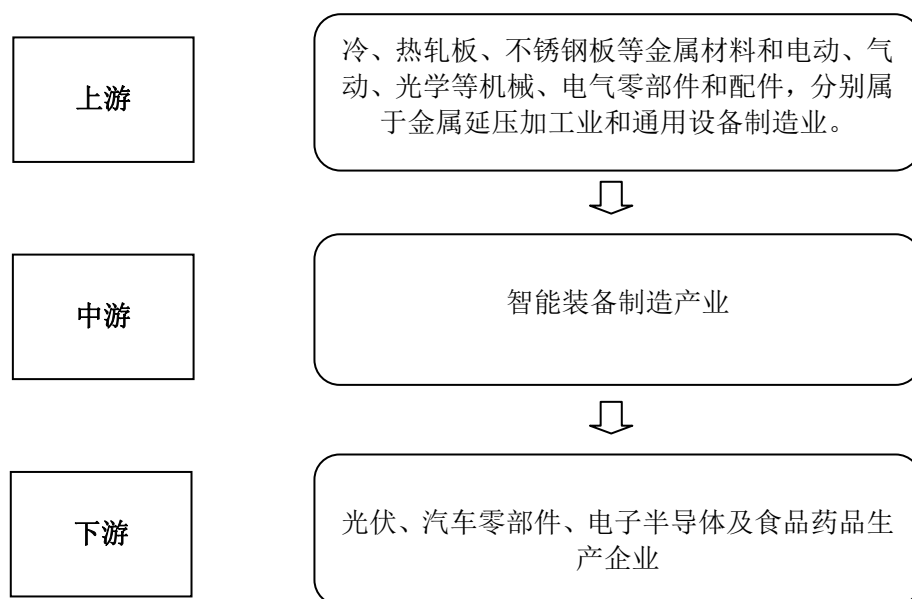 上游
冷、热轧板、不锈钢板等金属材料和电动、气
动、光学等机械、电气零部件和配件，分别属
于金属延压加工业和通用设备制造业。
中游
智能装备制造产业
下游
光伏、汽车零部件、电子半导体及食品药品生
产企业